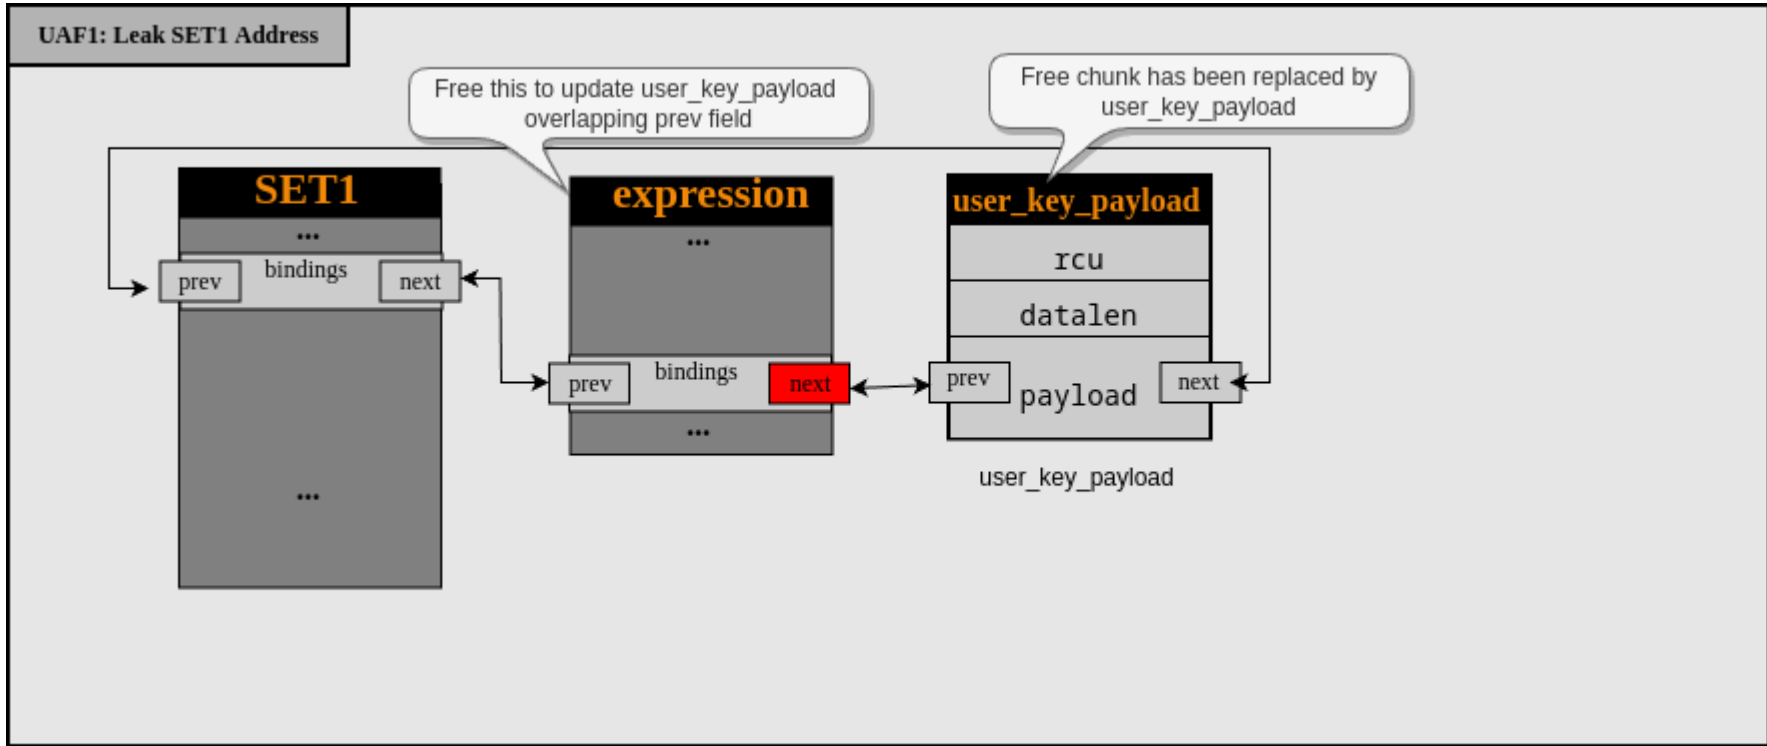 UAF1: Leak SET1 Address
Free this to update user_key_payload
overlapping prev field
Free chunk has been replaced by
user_key_payload
SET1
...
prev
bindings
next
...
expression
...
prev
bindings
next
...
user_key_payload
rcu
datalen
prev
payload
next
user_key_payload